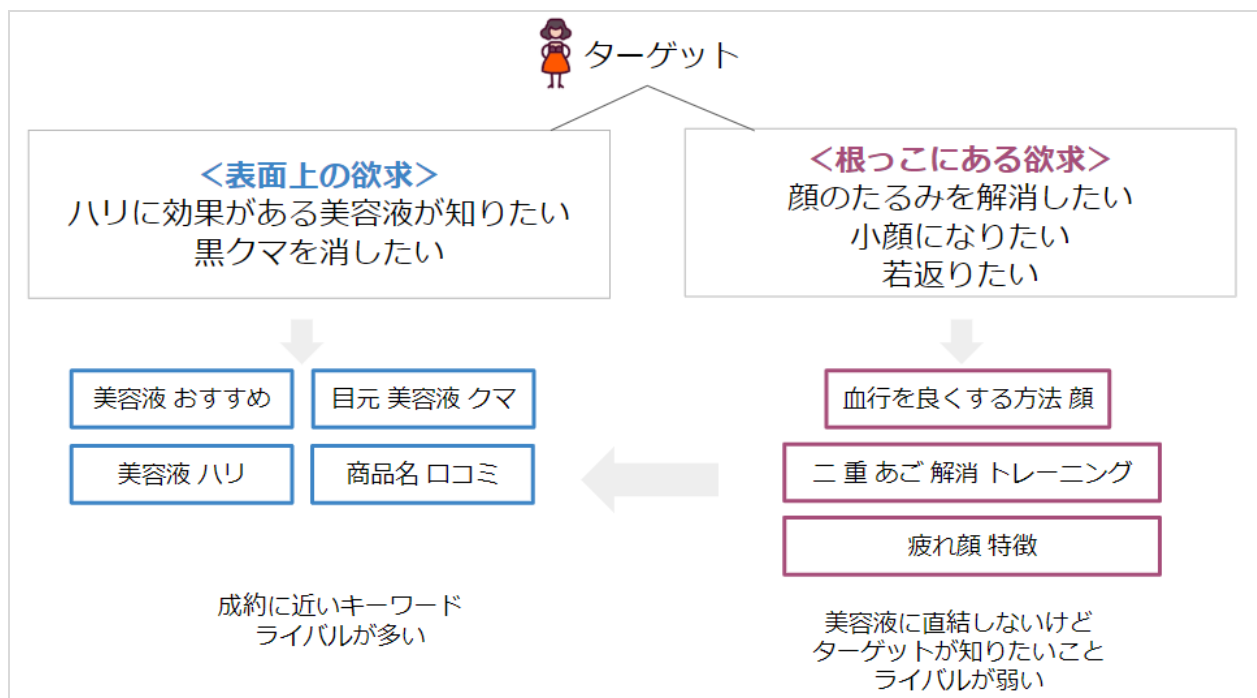 ターゲット
＜表面上の欲求＞
ハリに効果がある美容液が知りたい
黒クマを消したい
＜根っこにある欲求＞
顔のたるみを解消したい
小顔になりたい
若返りたい
美容液 おすすめ
目元 美容液 クマ
美容液 ハリ
商品名 口コミ
成約に近いキーワード
ライバルが多い
血行を良くする方法 顔
二 重 あご 解消 トレーニング
疲れ顔 特徴
美容液に直結しないけど
ターゲットが知りたいこと
ライバルが弱い